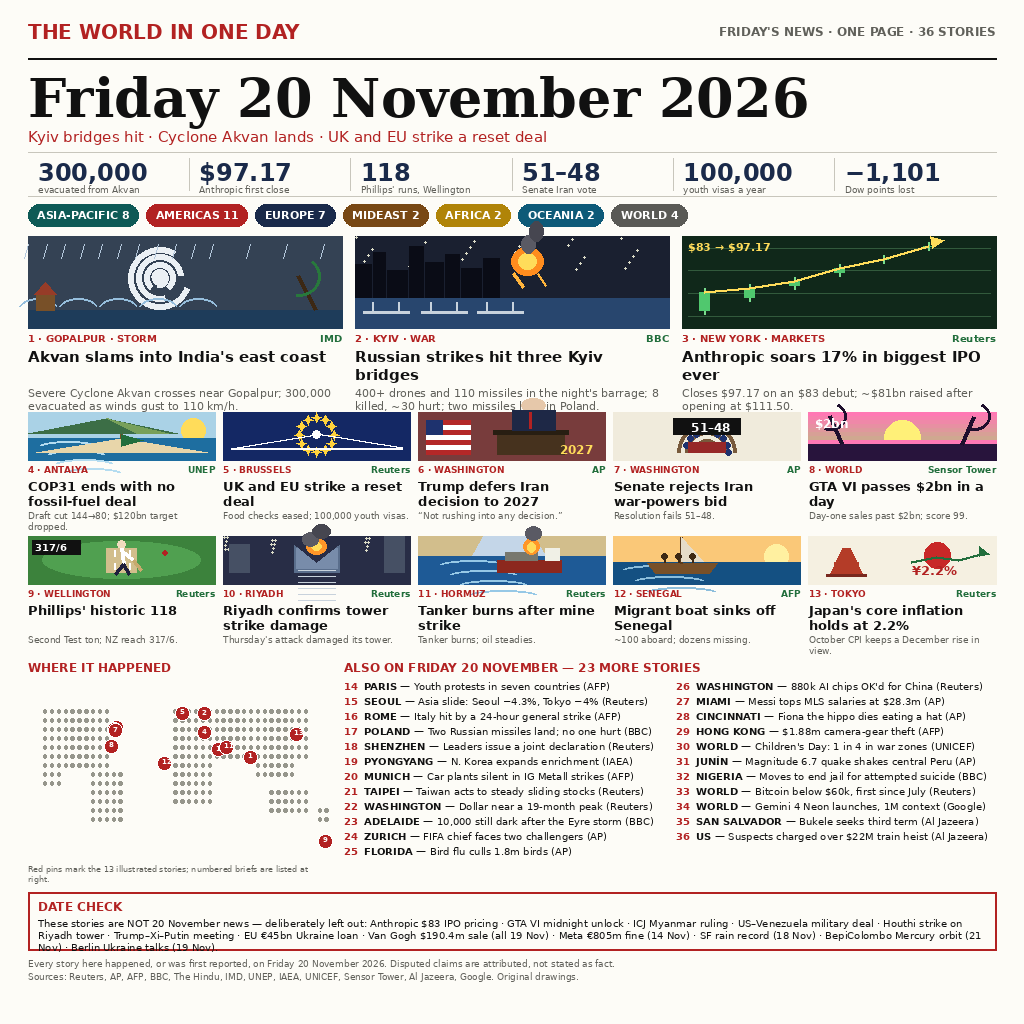 THE WORLD IN ONE DAY
FRIDAY'S NEWS · ONE PAGE · 36 STORIES
Friday 20 November 2026
Kyiv bridges hit · Cyclone Akvan lands · UK and EU strike a reset deal
300,000
evacuated from Akvan
$97.17
Anthropic first close
118
Phillips' runs, Wellington
51–48
Senate Iran vote
100,000
youth visas a year
−1,101
Dow points lost
ASIA-PACIFIC 8
AMERICAS 11
EUROPE 7
MIDEAST 2
AFRICA 2
OCEANIA 2
WORLD 4
1 · GOPALPUR · STORM
IMD
Akvan slams into India's east coast
Severe Cyclone Akvan crosses near Gopalpur; 300,000
evacuated as winds gust to 110 km/h.
2 · KYIV · WAR
BBC
Russian strikes hit three Kyiv
bridges
400+ drones and 110 missiles in the night's barrage; 8
killed, ~30 hurt; two missiles in Poland.
$83 → $97.17
3 · NEW YORK · MARKETS
Reuters
Anthropic soars 17% in biggest IPO
ever
Closes $97.17 on an $83 debut; ~$81bn raised after
opening at $111.50.
4 · ANTALYA
UNEP
COP31 ends with no
fossil-fuel deal
Draft cut 144→80; $120bn target
dropped.
5 · BRUSSELS
Reuters
UK and EU strike a reset
deal
Food checks eased; 100,000 youth visas.
2027
6 · WASHINGTON
AP
Trump defers Iran
decision to 2027
“Not rushing into any decision.”
51–48
7 · WASHINGTON
AP
Senate rejects Iran
war-powers bid
Resolution fails 51–48.
$2bn
8 · WORLD
Sensor Tower
GTA VI passes $2bn in a
day
Day-one sales past $2bn; score 99.
317/6
9 · WELLINGTON
Reuters
Phillips' historic 118
Second Test ton; NZ reach 317/6.
10 · RIYADH
Reuters
Riyadh confirms tower
strike damage
Thursday's attack damaged its tower.
11 · HORMUZ
Reuters
Tanker burns after mine
strike
Tanker burns; oil steadies.
12 · SENEGAL
AFP
Migrant boat sinks off
Senegal
~100 aboard; dozens missing.
¥2.2%
13 · TOKYO
Reuters
Japan's core inflation
holds at 2.2%
October CPI keeps a December rise in
view.
WHERE IT HAPPENED
5
2
7
4
13
8
11
1
12
9
Red pins mark the 13 illustrated stories; numbered briefs are listed at
right.
ALSO ON FRIDAY 20 NOVEMBER — 23 MORE STORIES
14 PARIS — Youth protests in seven countries (AFP)
15 SEOUL — Asia slide: Seoul −4.3%, Tokyo −4% (Reuters)
16 ROME — Italy hit by a 24-hour general strike (AFP)
17 POLAND — Two Russian missiles land; no one hurt (BBC)
18 SHENZHEN — Leaders issue a joint declaration (Reuters)
19 PYONGYANG — N. Korea expands enrichment (IAEA)
20 MUNICH — Car plants silent in IG Metall strikes (AFP)
21 TAIPEI — Taiwan acts to steady sliding stocks (Reuters)
22 WASHINGTON — Dollar near a 19-month peak (Reuters)
23 ADELAIDE — 10,000 still dark after the Eyre storm (BBC)
24 ZURICH — FIFA chief faces two challengers (AP)
25 FLORIDA — Bird flu culls 1.8m birds (AP)
26 WASHINGTON — 880k AI chips OK'd for China (Reuters)
27 MIAMI — Messi tops MLS salaries at $28.3m (AP)
28 CINCINNATI — Fiona the hippo dies eating a hat (AP)
29 HONG KONG — $1.88m camera-gear theft (AFP)
30 WORLD — Children's Day: 1 in 4 in war zones (UNICEF)
31 JUNÍN — Magnitude 6.7 quake shakes central Peru (AP)
32 NIGERIA — Moves to end jail for attempted suicide (BBC)
33 WORLD — Bitcoin below $60k, first since July (Reuters)
34 WORLD — Gemini 4 Neon launches, 1M context (Google)
35 SAN SALVADOR — Bukele seeks third term (Al Jazeera)
36 US — Suspects charged over $22M train heist (Al Jazeera)
DATE CHECK
These stories are NOT 20 November news — deliberately left out: Anthropic $83 IPO pricing · GTA VI midnight unlock · ICJ Myanmar ruling · US–Venezuela military deal · Houthi strike on
Riyadh tower · Trump–Xi–Putin meeting · EU €45bn Ukraine loan · Van Gogh $190.4m sale (all 19 Nov) · Meta €805m fine (14 Nov) · SF rain record (18 Nov) · BepiColombo Mercury orbit (21
Nov) · Berlin Ukraine talks (19 Nov).
Every story here happened, or was first reported, on Friday 20 November 2026. Disputed claims are attributed, not stated as fact.
Sources: Reuters, AP, AFP, BBC, The Hindu, IMD, UNEP, IAEA, UNICEF, Sensor Tower, Al Jazeera, Google. Original drawings.